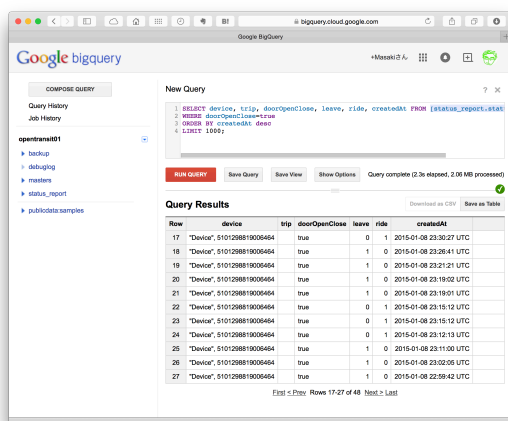 bigquery.cloud.google.com
Google BigQuery
Google bigquery
+Masakiさん
COMPOSE QUERY
Query History
Job History
opentransit01
backup
debuglog
masters
status_report
publicdata:samples
New Query
? ×
1 SELECT device, trip, doorOpenClose, leave, ride, createdAt FROM [status_report.stat
2 WHERE doorOpenClose=true
3 ORDER BY createdAt desc
4 LIMIT 1000;
RUN QUERY Save Query Save View Show Options Query complete (2.3s elapsed, 2.06 MB processed)
Query Results Download as CSV Save as Table
Row device trip doorOpenClose leave ride createdAt
17 "Device", 5101298819006464 true 0 1 2015-01-08 23:30:27 UTC
18 "Device", 5101298819006464 true 1 0 2015-01-08 23:26:41 UTC
19 "Device", 5101298819006464 true 1 0 2015-01-08 23:21:21 UTC
20 "Device", 5101298819006464 true 1 0 2015-01-08 23:19:02 UTC
21 "Device", 5101298819006464 true 1 0 2015-01-08 23:19:01 UTC
22 "Device", 5101298819006464 true 0 1 2015-01-08 23:15:12 UTC
23 "Device", 5101298819006464 true 0 1 2015-01-08 23:15:12 UTC
24 "Device", 5101298819006464 true 0 1 2015-01-08 23:12:13 UTC
25 "Device", 5101298819006464 true 1 0 2015-01-08 23:11:00 UTC
26 "Device", 5101298819006464 true 1 0 2015-01-08 23:02:05 UTC
27 "Device", 5101298819006464 true 1 0 2015-01-08 22:59:42 UTC
First < Prev Rows 17-27 of 48 Next > Last